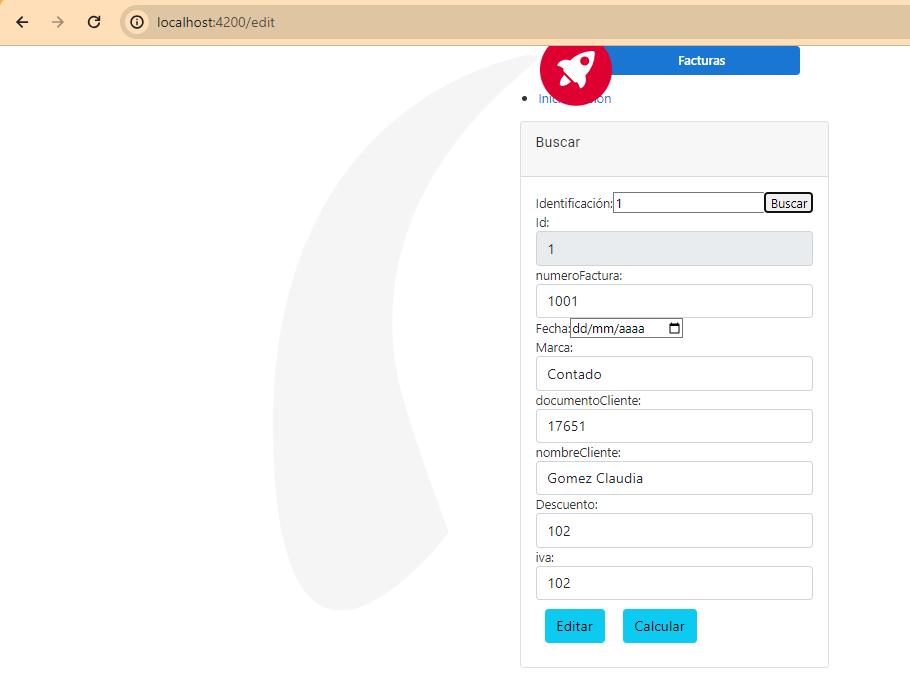 localhost:4200/edit
Facturas
Buscar
Identificación: 1 Buscar
Id:
1
numeroFactura:
1001
Fecha: dd/mm/aaaa
Marca:
Contado
documentoCliente:
17651
nombreCliente:
Gomez Claudia
Descuento:
102
iva:
102
Editar Calcular